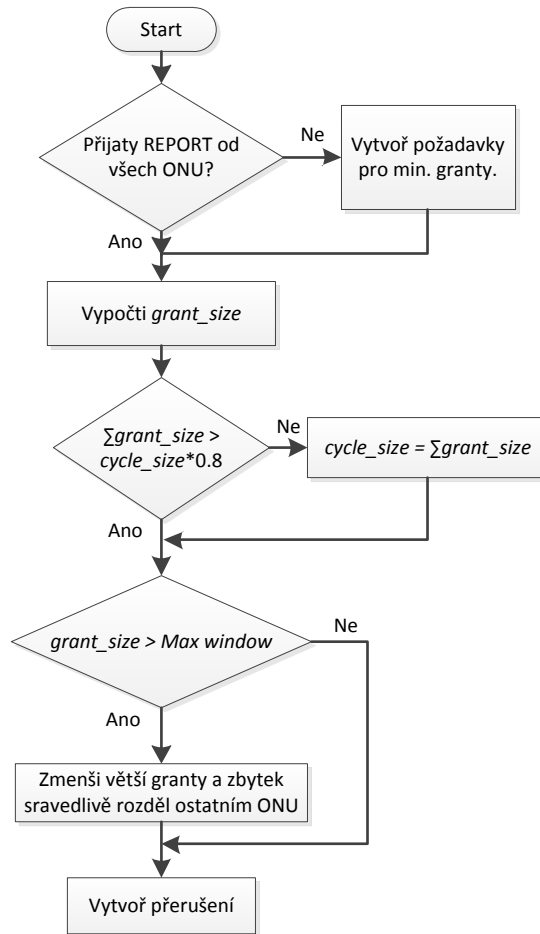 Start
Přijaty REPORT od
všech ONU?
Ne
Vytvoř požadavky
pro min. granty.
Ano
Vypočti grant_size
∑grant_size >
cycle_size*0.8
Ne
cycle_size = ∑grant_size
Ano
grant_size > Max window
Ne
Ano
Zmenši větší granty a zbytek
sravedlivě rozděl ostatním ONU
Vytvoř přerušení